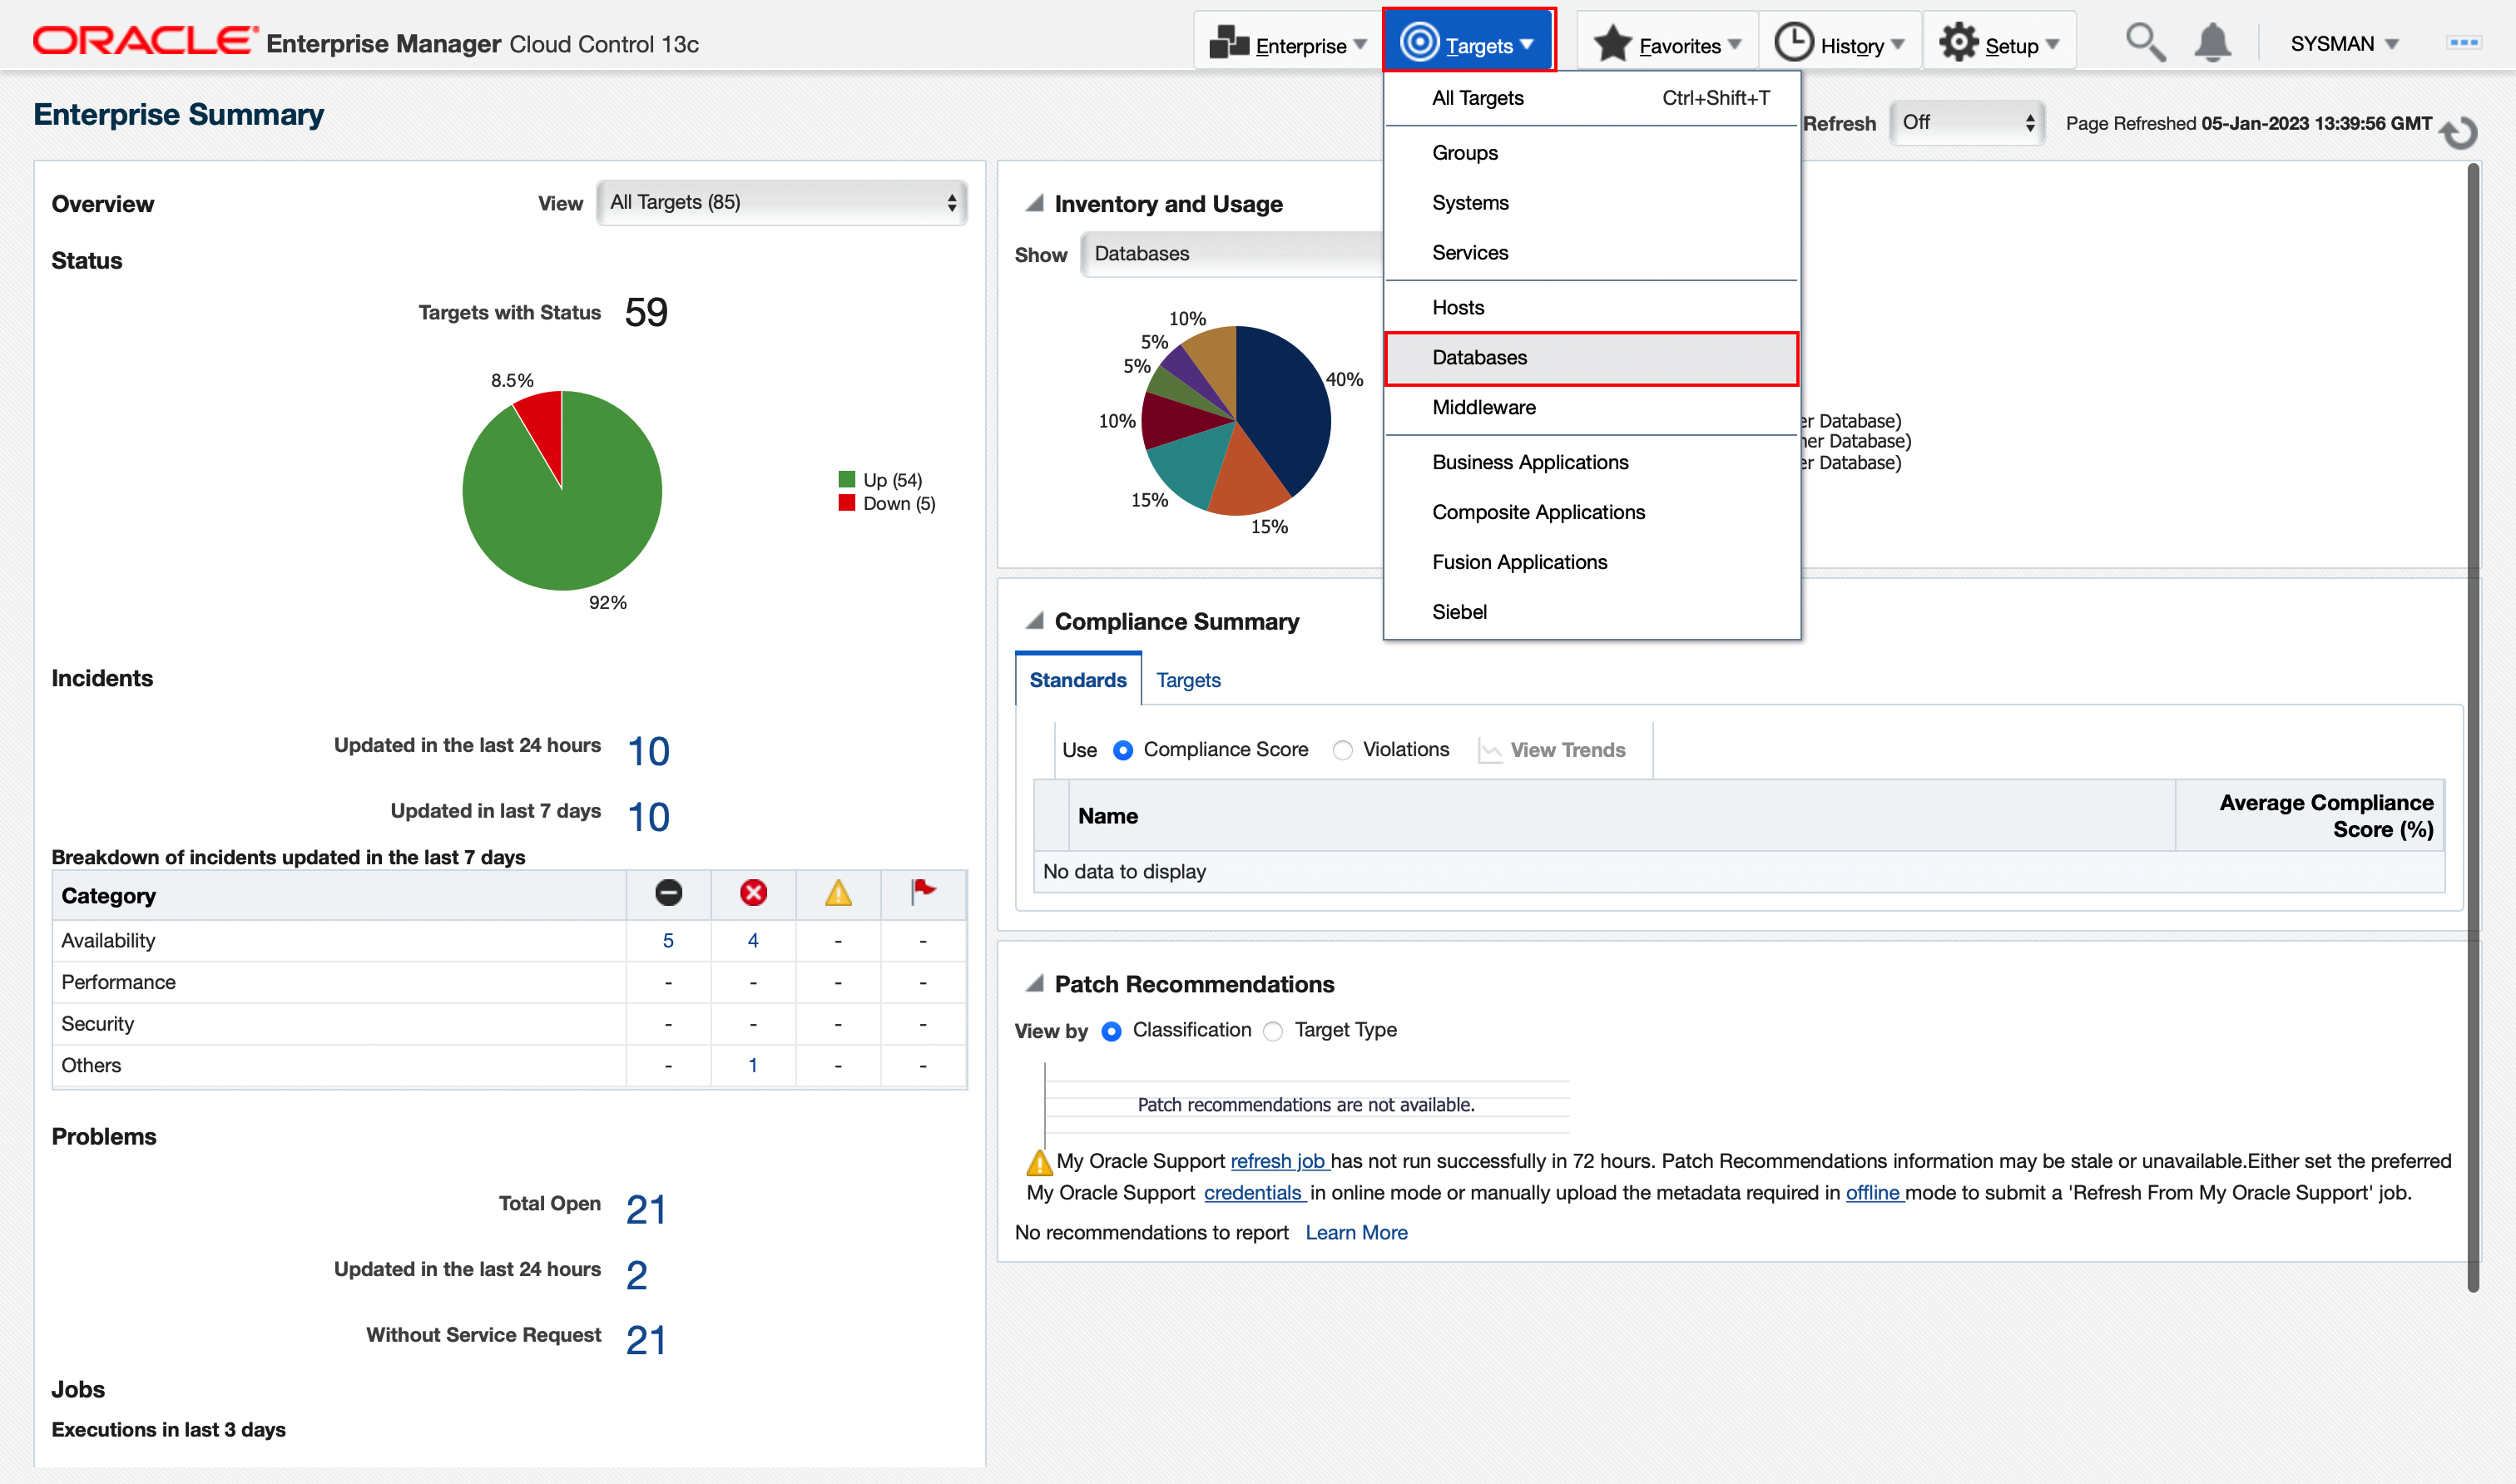 ORACLE Enterprise Manager Cloud Control 13c
Enterprise
Targets
Favorites
History
Setup
SYSMAN
All Targets Ctrl+Shift+T
Groups
Systems
Services
Hosts
Databases
Middleware
Business Applications
Composite Applications
Fusion Applications
Siebel
Enterprise Summary
Refresh Off
Page Refreshed 05-Jan-2023 13:39:56 GMT
Overview
View All Targets (85)
Status
Targets with Status 59
8.5%
92%
Up (54)
Down (5)
Incidents
Updated in the last 24 hours 10
Updated in last 7 days 10
Breakdown of incidents updated in the last 7 days
Category
Availability 5 4 - -
Performance - - - -
Security - - - -
Others - 1 - -
Problems
Total Open 21
Updated in the last 24 hours 2
Without Service Request 21
Jobs
Executions in last 3 days
Inventory and Usage
Show Databases
10%
5%
5%
40%
10%
15%
15%
Database)
Database)
Database)
Compliance Summary
Standards Targets
Use Compliance Score Violations View Trends
Name
Average Compliance
Score (%)
No data to display
Patch Recommendations
View by Classification Target Type
Patch recommendations are not available.
My Oracle Support refresh job has not run successfully in 72 hours. Patch Recommendations information may be stale or unavailable.Either set the preferred
My Oracle Support credentials in online mode or manually upload the metadata required in offline mode to submit a 'Refresh From My Oracle Support' job.
No recommendations to report Learn More